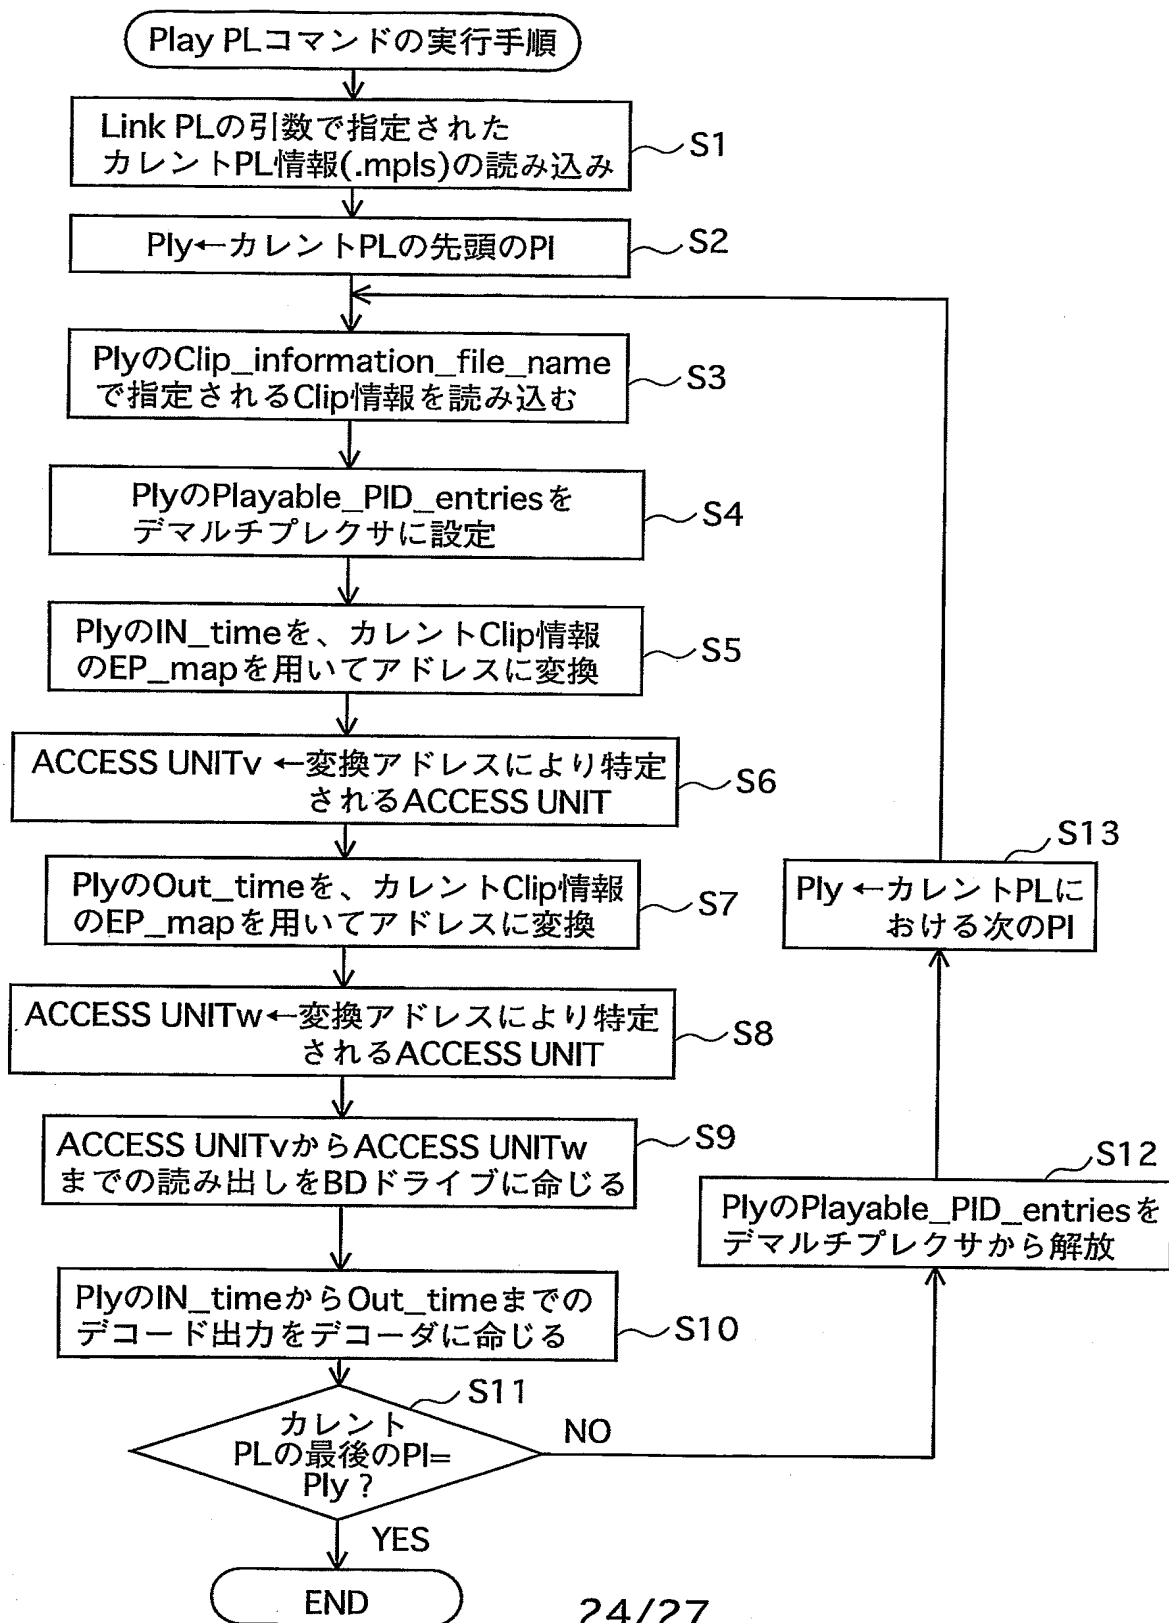 Play PLコマンドの実行手順
Link PLの引数で指定された
カレントPL情報(.mpls)の読み込み
S1
PIy←カレントPLの先頭のPI
S2
PIyのClip_information_file_name
で指定されるClip情報を読み込む
S3
PIyのPlayable_PID_entriesを
デマルチプレクサに設定
S4
PIyのIN_timeを、カレントClip情報
のEP_mapを用いてアドレスに変換
S5
ACCESS UNITv ←変換アドレスにより特定
されるACCESS UNIT
S6
PIyのOut_timeを、カレントClip情報
のEP_mapを用いてアドレスに変換
S7
ACCESS UNITw←変換アドレスにより特定
されるACCESS UNIT
S8
ACCESS UNITvからACCESS UNITw
までの読み出しをBDドライブに命じる
S9
PIyのIN_timeからOut_timeまでの
デコード出力をデコーダに命じる
S10
カレント
PLの最後のPI=
PIy ?
S11
NO
YES
END
PIyのPlayable_PID_entriesを
デマルチプレクサから解放
S12
PIy ←カレントPLに
おける次のPI
S13
24/27